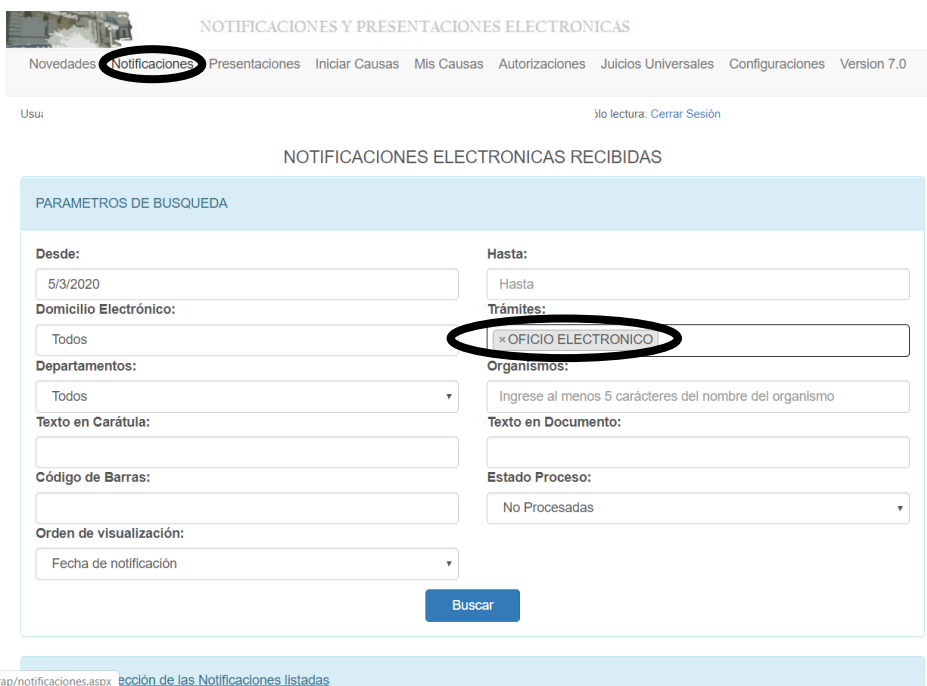 NOTIFICACIONES Y PRESENTACIONES ELECTRONICAS
Novedades Notificaciones Presentaciones Iniciar Causas Mis Causas Autorizaciones Juicios Universales Configuraciones Version 7.0
lo lectura: Cerrar Sesión
NOTIFICACIONES ELECTRONICAS RECIBIDAS
PARAMETROS DE BUSQUEDA
Desde: Hasta:
5/3/2020 Hasta
Domicilio Electrónico: Trámites:
Todos ×OFICIO ELECTRONICO
Departamentos: Organismos:
Todos Ingrese al menos 5 carácteres del nombre del organismo
Texto en Carátula: Texto en Documento:
Código de Barras: Estado Proceso:
No Procesadas
Orden de visualización:
Fecha de notificación
Buscar
ap/notificaciones.aspx ección de las Notificaciones listadas